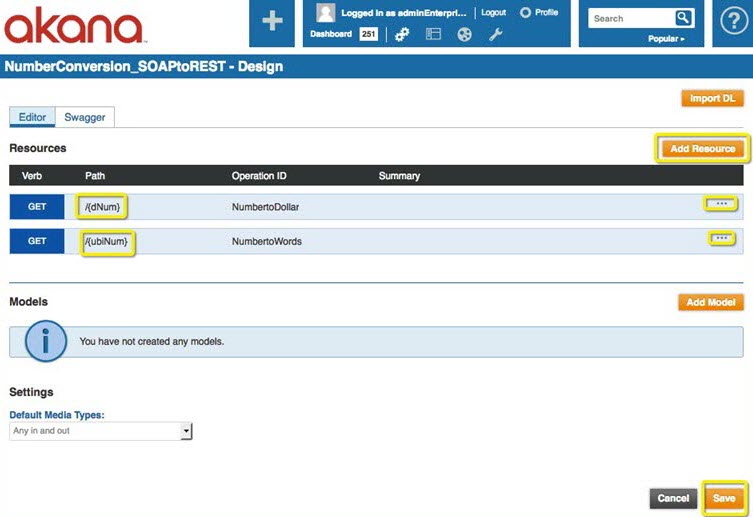 akana
Logged in as adminEnterpri...
Logout
Profile
Dashboard 251
Search
Popular
NumberConversion_SOAPtoREST - Design
Import DL
Editor Swagger
Resources
Add Resource
Verb Path Operation ID Summary
GET /{dNum} NumbertoDollar ...
GET /{ubiNum} NumbertoWords ...
Models
Add Model
You have not created any models.
Settings
Default Media Types:
Any in and out
Cancel Save